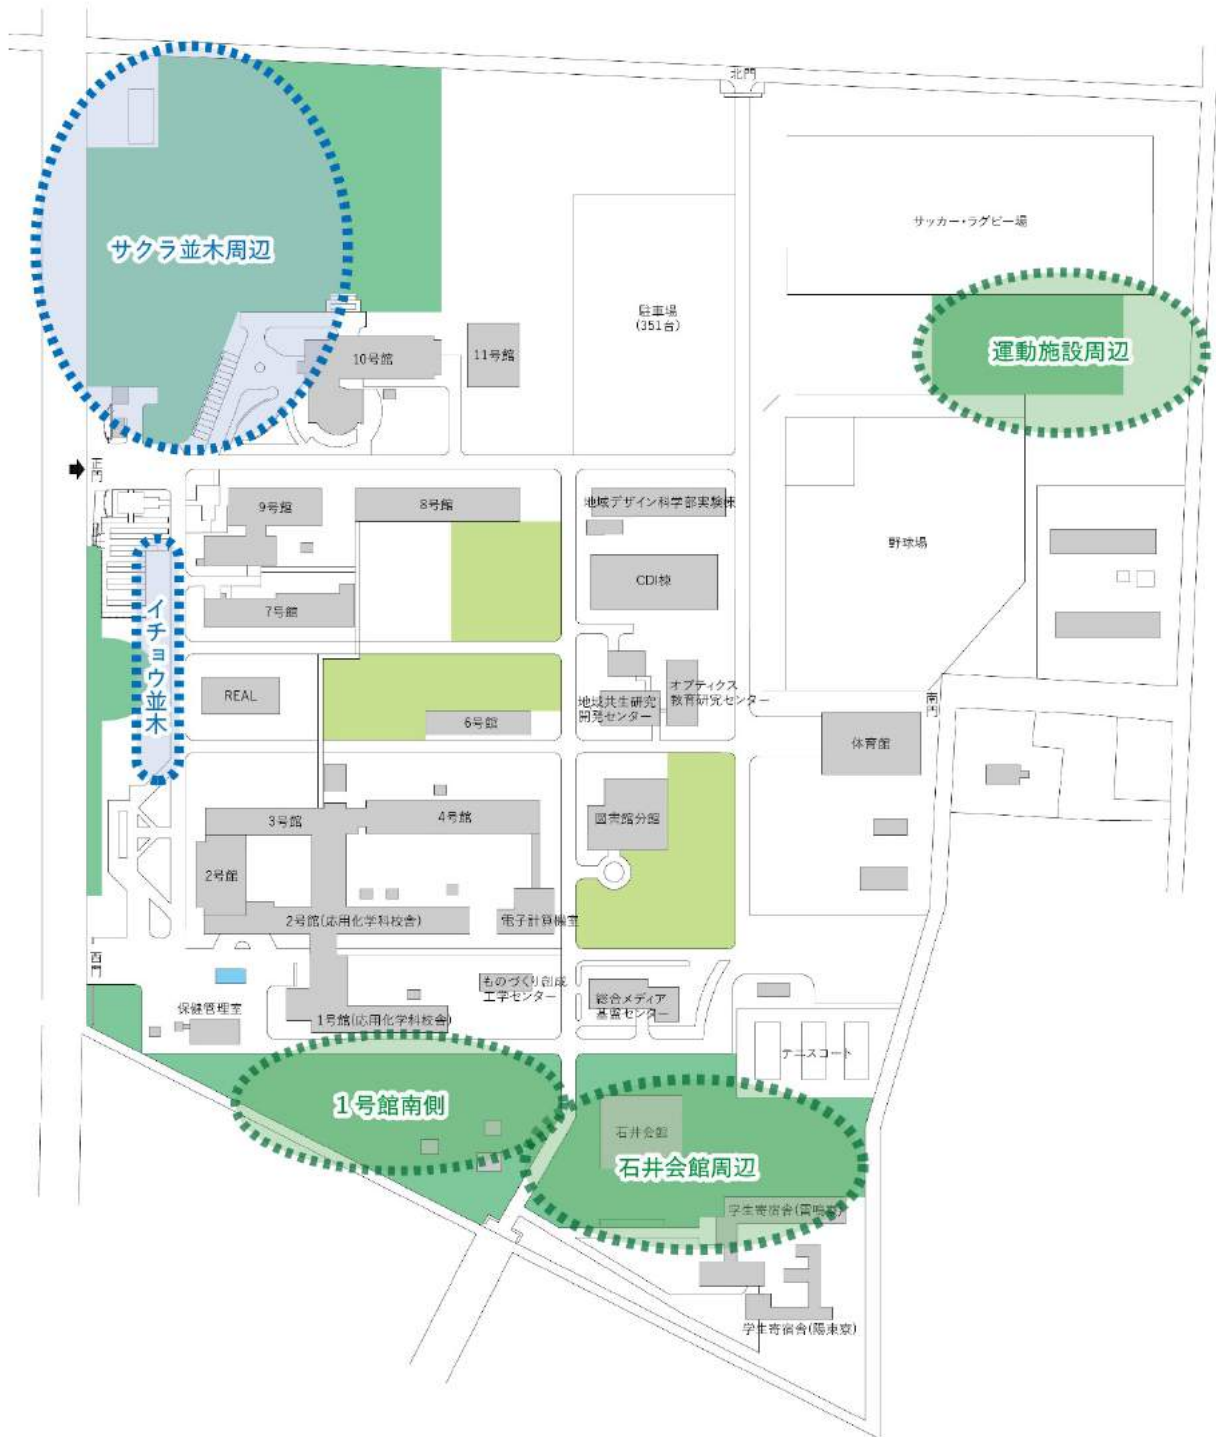 北門
サクラ並木周辺
サッカー・ラグビー場
駐車場
(351台)
10号館
11号館
運動施設周辺
正門
9号館
8号館
地域デザイン科学部実験棟
野球場
CDI棟
7号館
イチョウ並木
REAL
6号館
地域共生研究
開発センター
オプティクス
教育研究センター
南門
体育館
3号館
4号館
図書館分館
2号館
2号館(応用化学科校舎)
電子計算機室
西門
保健管理室
ものづくり創成
工学センター
総合メディア
基盤センター
1号館(応用化学科校舎)
テニスコート
1号館南側
石井会館
石井会館周辺
学生寄宿舎(雷鳴寮)
学生寄宿舎(陽東寮)